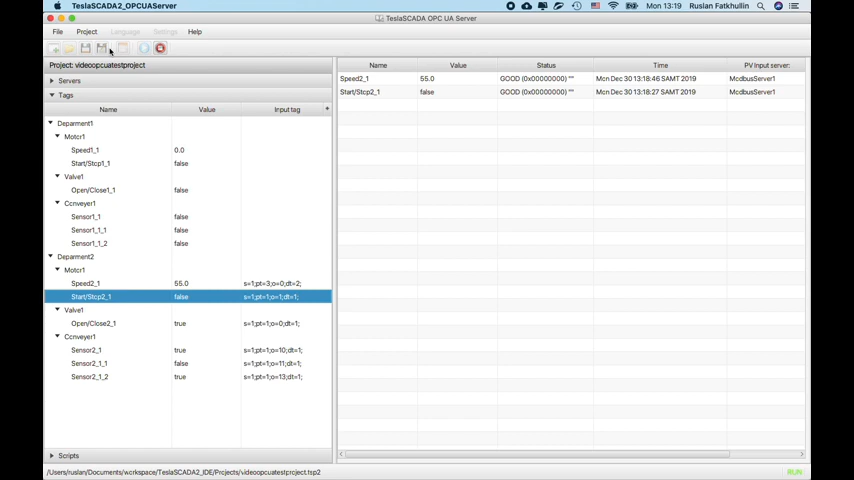 TeslaSCADA2_OPCUAServer Mon 13:19 Ruslan Fatkhullin
TeslaSCADA OPC UA Server
File Project Language Settings Help
Project: videoopcuatestproject
Servers
Tags
Name Value Input tag +
Deparment1
Motor1
Speed1_1 0.0
Start/Stop1_1 false
Valve1
Open/Close1_1 false
Conveyer1
Sensor1_1 false
Sensor1_1_1 false
Sensor1_1_2 false
Deparment2
Motor1
Speed2_1 55.0 s=1;pt=3;o=0;dt=2;
Start/Stop2_1 false s=1;pt=1;o=1;dt=1;
Valve1
Open/Close2_1 true s=1;pt=1;o=0;dt=1;
Conveyer1
Sensor2_1 true s=1;pt=1;o=10;dt=1;
Sensor2_1_1 false s=1;pt=1;o=11;dt=1;
Sensor2_1_2 true s=1;pt=1;o=13;dt=1;
Scripts
Name Value Status Time PV Input server:
Speed2_1 55.0 GOOD (0x00000000) "" Mon Dec 30 13:18:46 SAMT 2019 ModbusServer1
Start/Stop2_1 false GOOD (0x00000000) "" Mon Dec 30 13:18:27 SAMT 2019 ModbusServer1
/Users/ruslan/Documents/workspace/TeslaSCADA2_IDE/Projects/videoopcuatestproject.tsp2 RUN